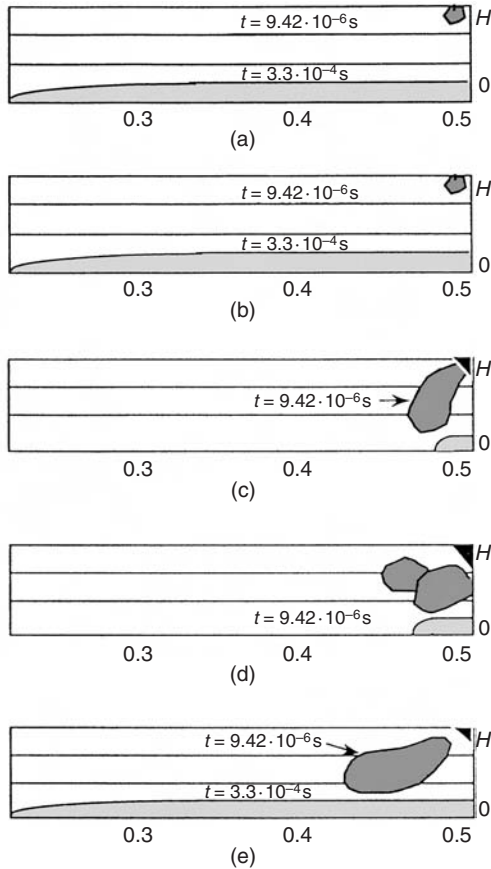 t = 9.42·10⁻⁶s H
t = 3.3·10⁻⁴s 0
0.3 0.4 0.5
(a)
t = 9.42·10⁻⁶s H
t = 3.3·10⁻⁴s 0
0.3 0.4 0.5
(b)
H
t = 9.42·10⁻⁶s
0
0.3 0.4 0.5
(c)
H
t = 9.42·10⁻⁶s 0
0.3 0.4 0.5
(d)
t = 9.42·10⁻⁶s H
t = 3.3·10⁻⁴s 0
0.3 0.4 0.5
(e)